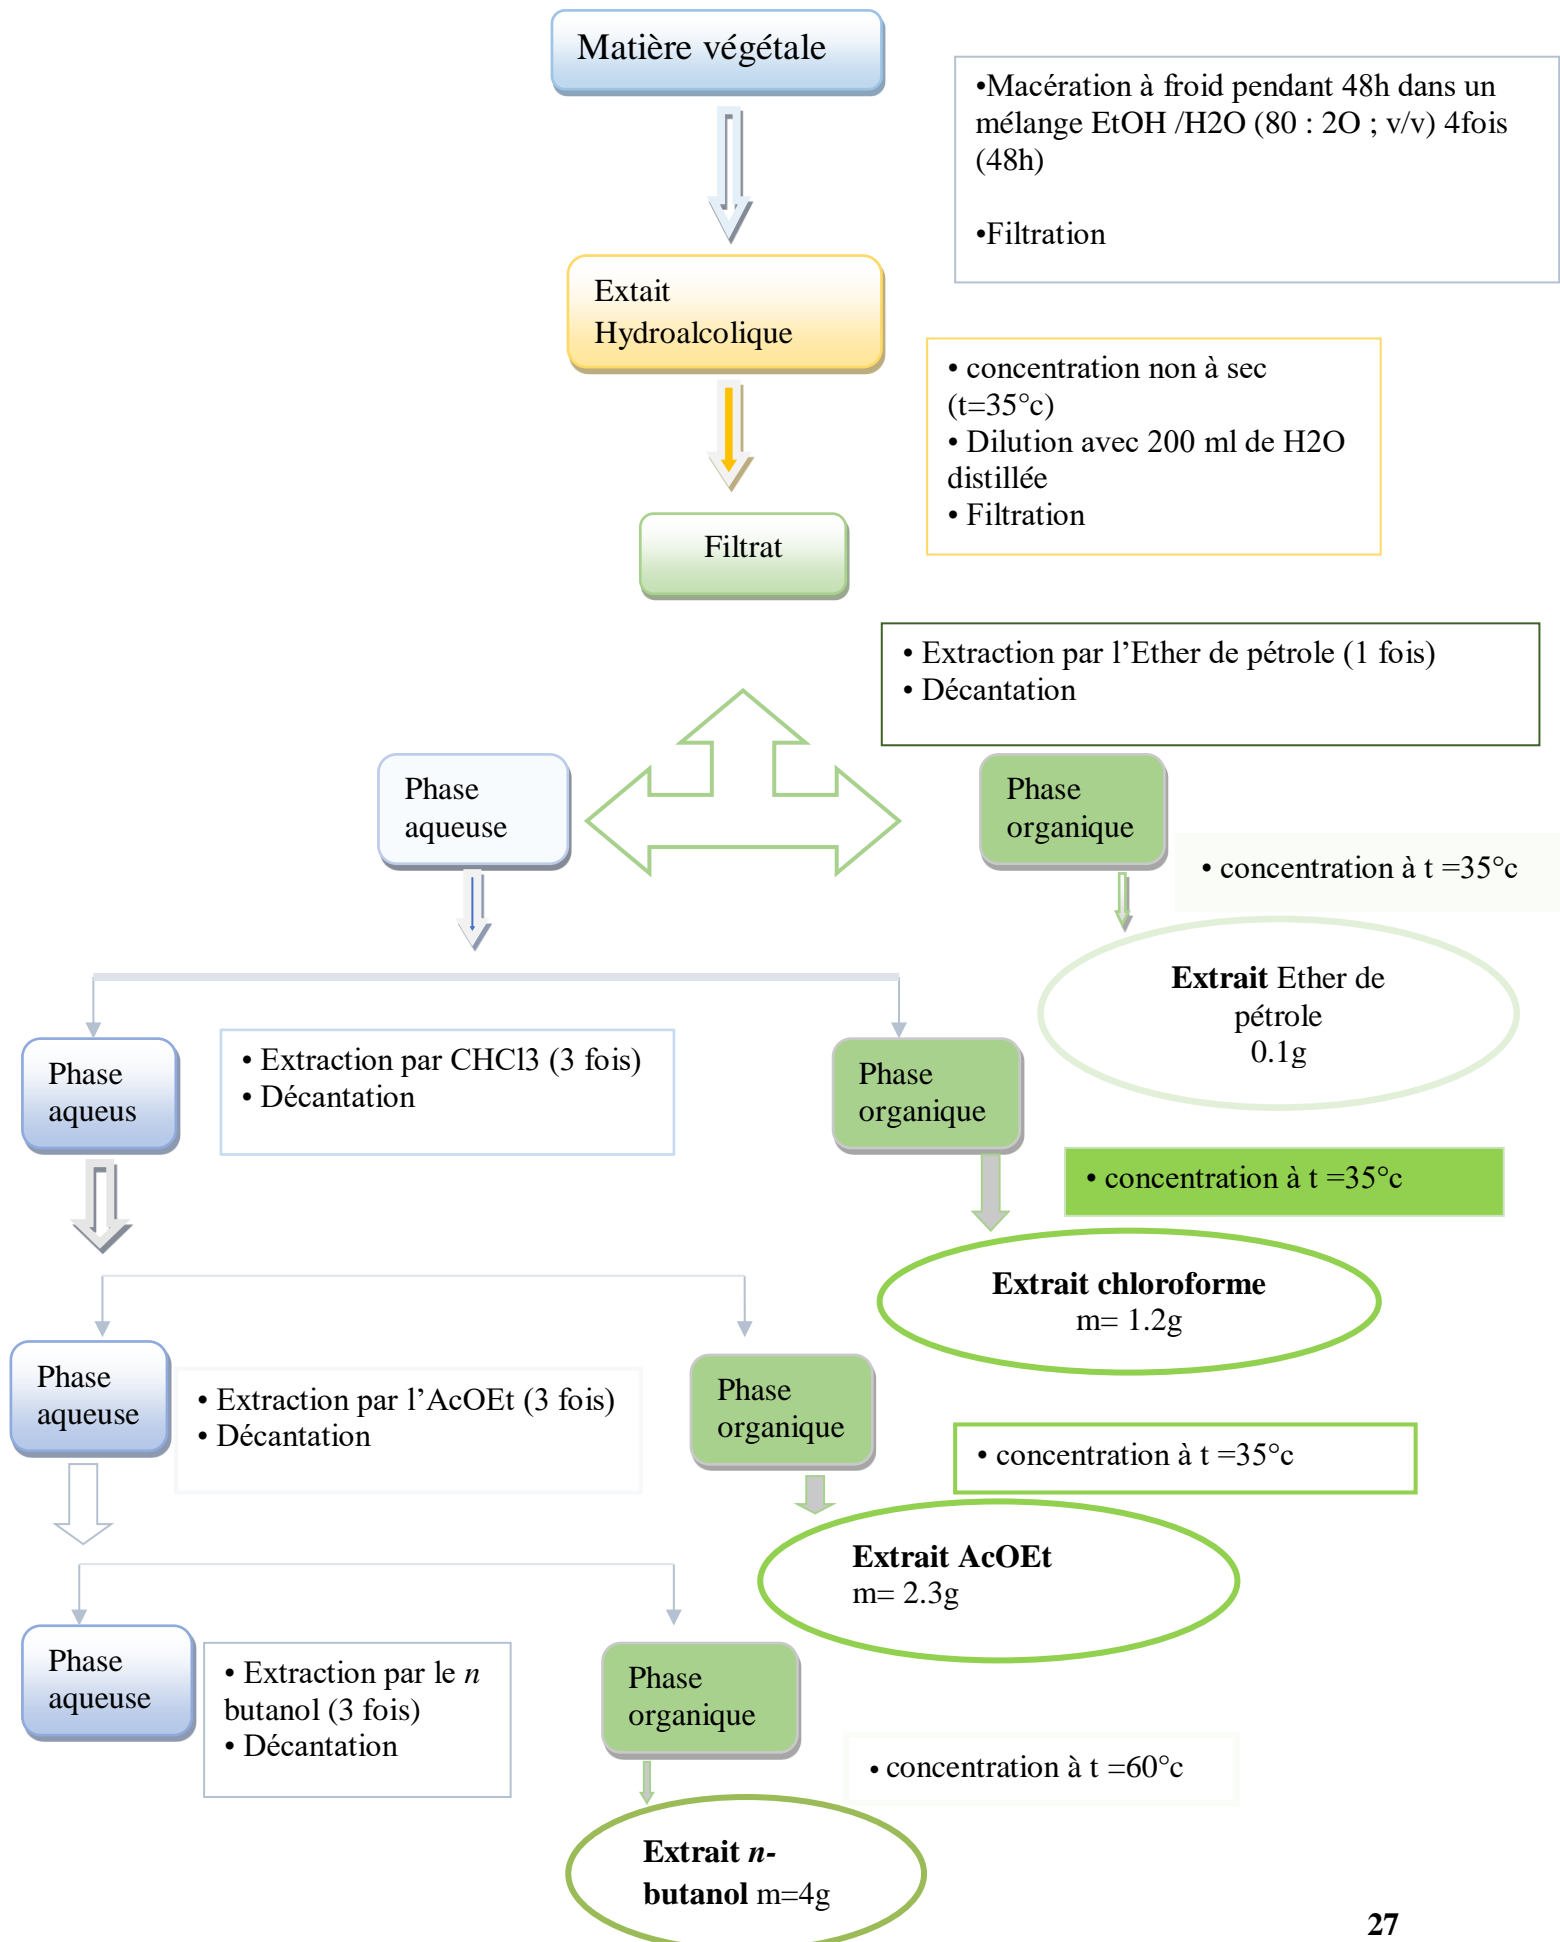 Matière végétale
•Macération à froid pendant 48h dans un
mélange EtOH /H2O (80 : 2O ; v/v) 4fois
(48h)
•Filtration
Extait
Hydroalcolique
• concentration non à sec
(t=35°c)
• Dilution avec 200 ml de H2O
distillée
• Filtration
Filtrat
• Extraction par l’Ether de pétrole (1 fois)
• Décantation
Phase
aqueuse
Phase
organique
• concentration à t =35°c
Extrait Ether de
pétrole
0.1g
Phase
aqueus
• Extraction par CHCl3 (3 fois)
• Décantation
Phase
organique
• concentration à t =35°c
Extrait chloroforme
m= 1.2g
Phase
aqueuse
• Extraction par l’AcOEt (3 fois)
• Décantation
Phase
organique
• concentration à t =35°c
Extrait AcOEt
m= 2.3g
Phase
aqueuse
• Extraction par le n
butanol (3 fois)
• Décantation
Phase
organique
• concentration à t =60°c
Extrait n-
butanol m=4g
27